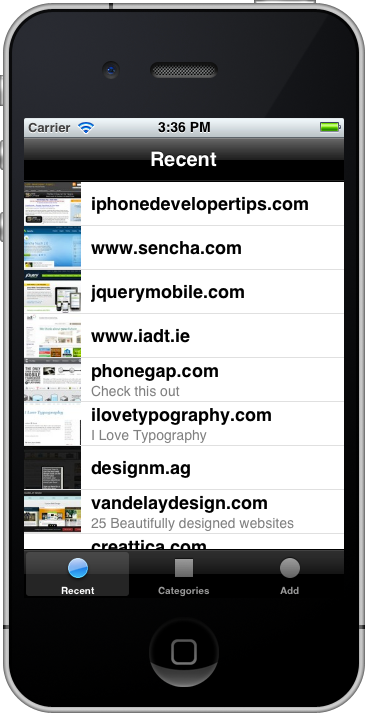 Carrier 3:36 PM
Recent
iphonedevelopertips.com
www.sencha.com
jquerymobile.com
www.iadt.ie
phonegap.com
Check this out
ilovetypography.com
I Love Typography
designm.ag
vandelaydesign.com
25 Beautifully designed websites
creattica.com
Recent Categories Add